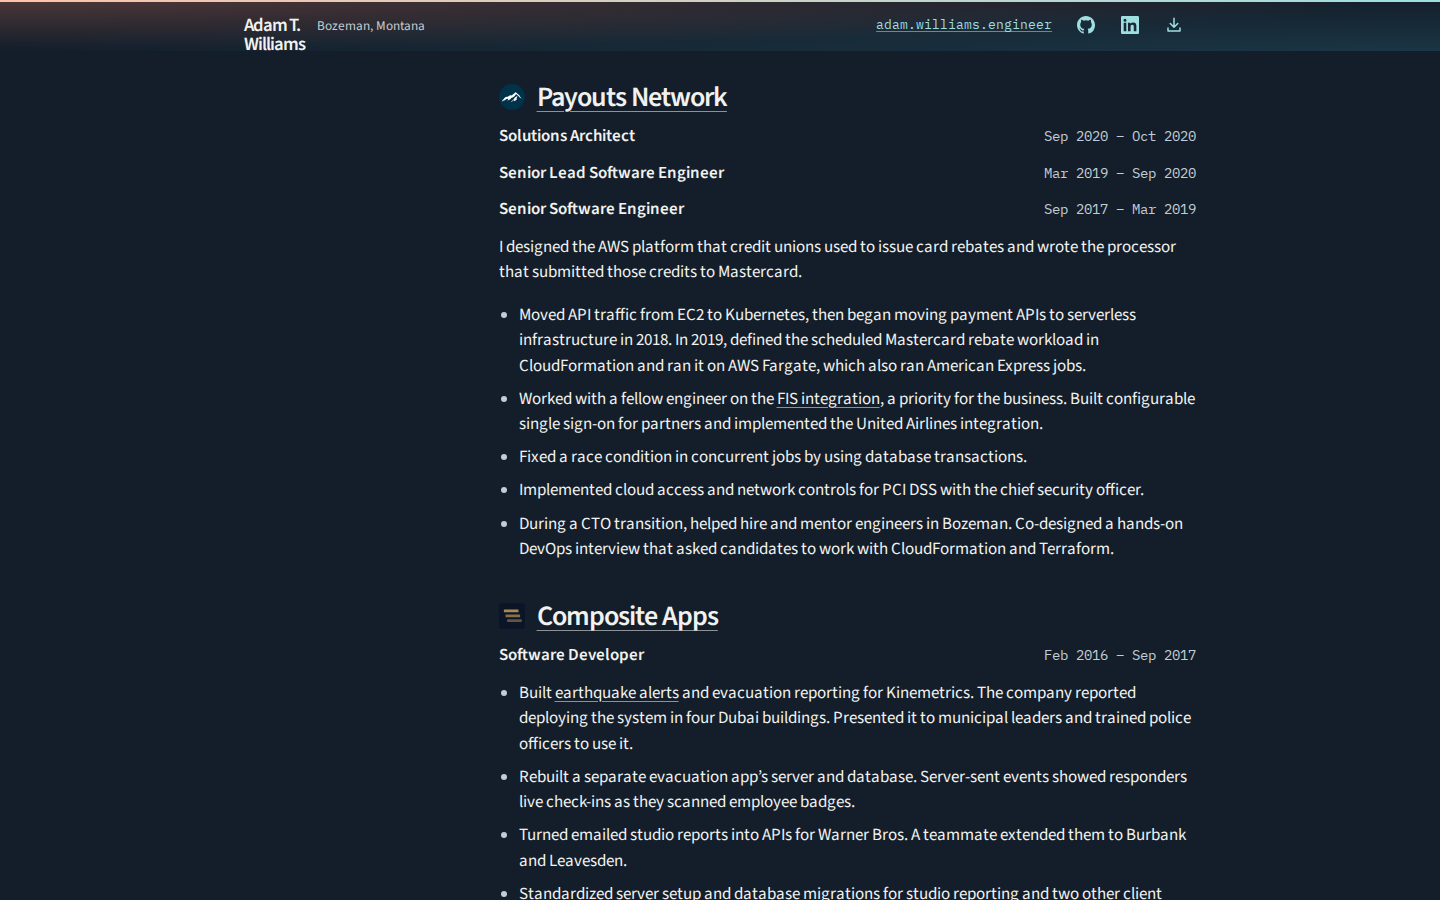 Adam T.
Williams
Bozeman, Montana
adam.williams.engineer
Payouts Network
Solutions Architect
Sep 2020 – Oct 2020
Senior Lead Software Engineer
Mar 2019 – Sep 2020
Senior Software Engineer
Sep 2017 – Mar 2019
I designed the AWS platform that credit unions used to issue card rebates and wrote the processor
that submitted those credits to Mastercard.
Moved API traffic from EC2 to Kubernetes, then began moving payment APIs to serverless
infrastructure in 2018. In 2019, defined the scheduled Mastercard rebate workload in
CloudFormation and ran it on AWS Fargate, which also ran American Express jobs.
Worked with a fellow engineer on the FIS integration, a priority for the business. Built configurable
single sign-on for partners and implemented the United Airlines integration.
Fixed a race condition in concurrent jobs by using database transactions.
Implemented cloud access and network controls for PCI DSS with the chief security officer.
During a CTO transition, helped hire and mentor engineers in Bozeman. Co-designed a hands-on
DevOps interview that asked candidates to work with CloudFormation and Terraform.
Composite Apps
Software Developer
Feb 2016 – Sep 2017
Built earthquake alerts and evacuation reporting for Kinemetrics. The company reported
deploying the system in four Dubai buildings. Presented it to municipal leaders and trained police
officers to use it.
Rebuilt a separate evacuation app’s server and database. Server-sent events showed responders
live check-ins as they scanned employee badges.
Turned emailed studio reports into APIs for Warner Bros. A teammate extended them to Burbank
and Leavesden.
Standardized server setup and database migrations for studio reporting and two other client